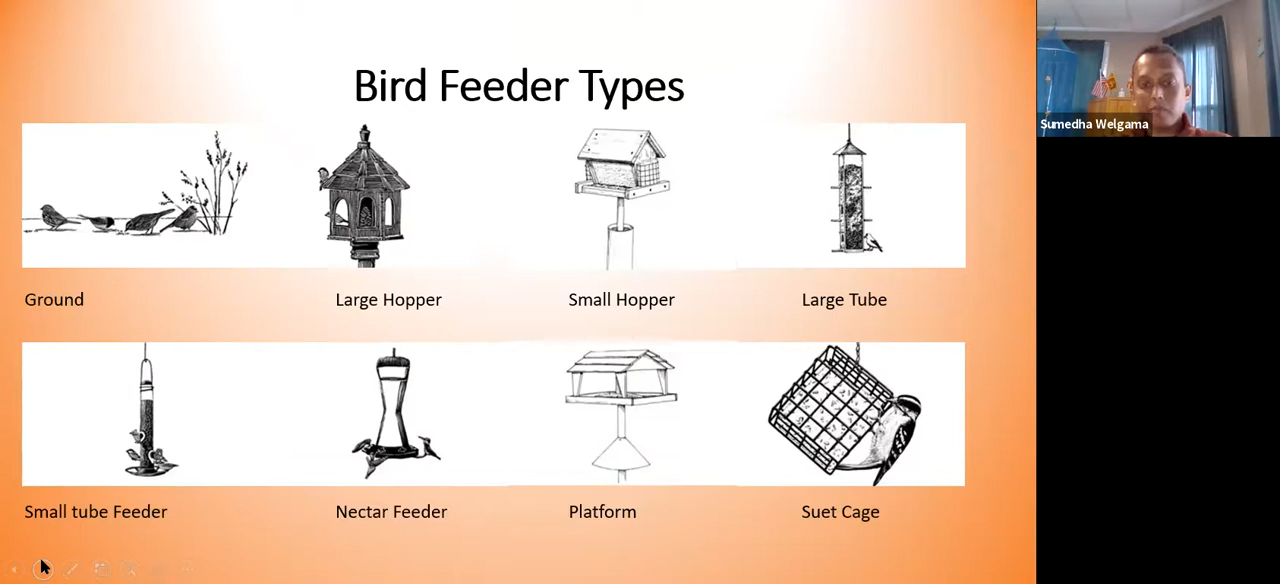 Bird Feeder Types
Sumedha Welgama
Ground
Large Hopper
Small Hopper
Large Tube
Small tube Feeder
Nectar Feeder
Platform
Suet Cage